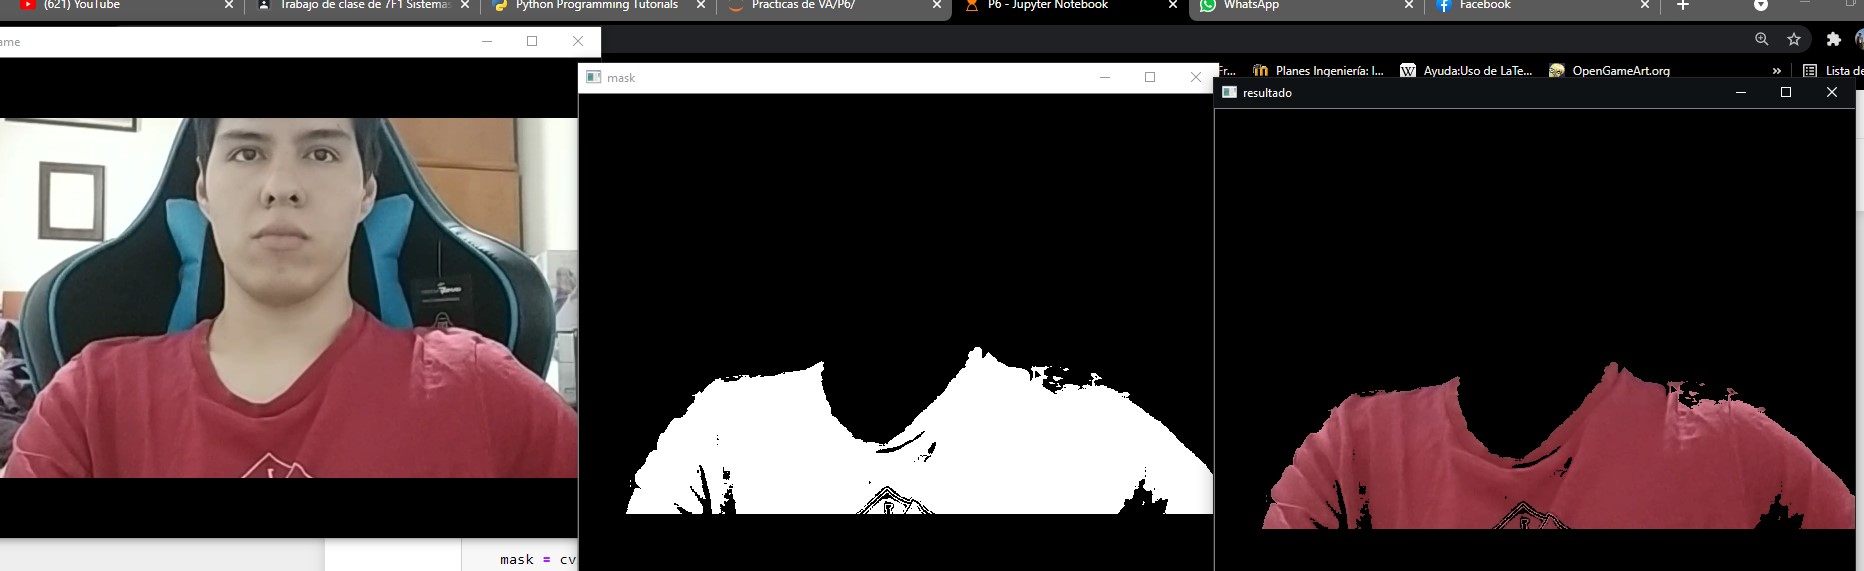 (621) YouTube
Trabajo de clase de 7F1 Sistemas
Python Programming Tutorials
Practicas de VA/P6/
P6 - Jupyter Notebook
WhatsApp
Facebook
ame
mask
Fr...
Planes Ingeniería: I...
Ayuda:Uso de LaTe...
OpenGameArt.org
»
Lista de
resultado
mask = cv